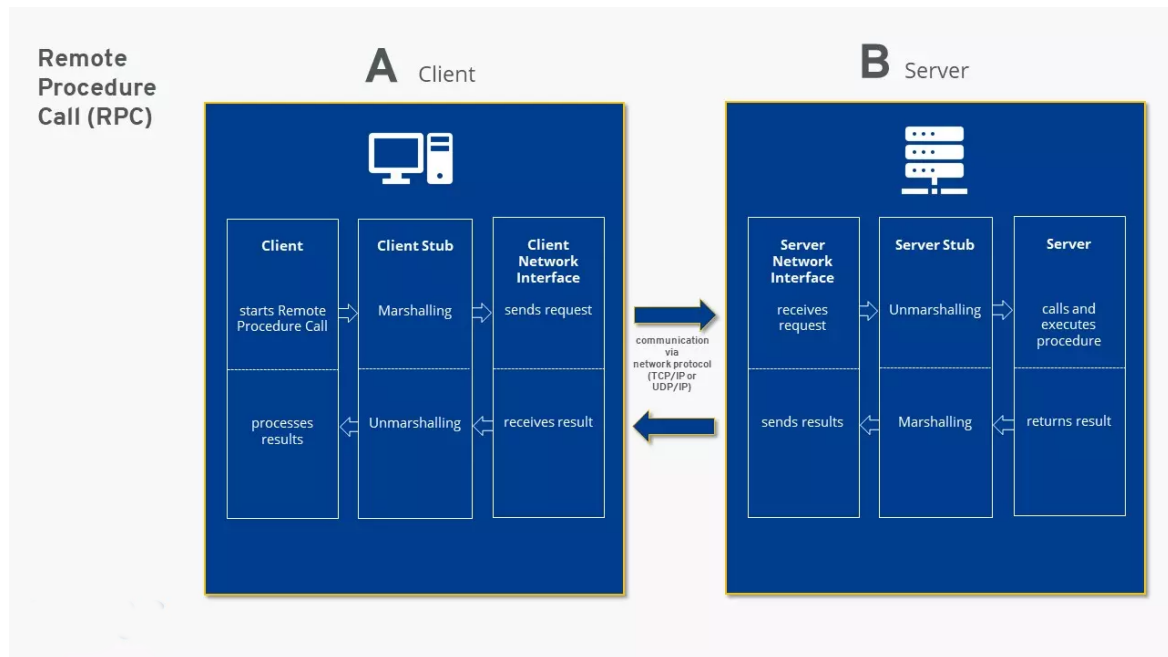 Remote
Procedure
Call (RPC)
A Client
B Server
Client
starts Remote
Procedure Call
processes
results
Client Stub
Marshalling
Unmarshalling
Client
Network
Interface
sends request
receives result
communication
via
network protocol
(TCP/IP or
UDP/IP)
Server
Network
Interface
receives
request
sends results
Server Stub
Unmarshalling
Marshalling
Server
calls and
executes
procedure
returns result